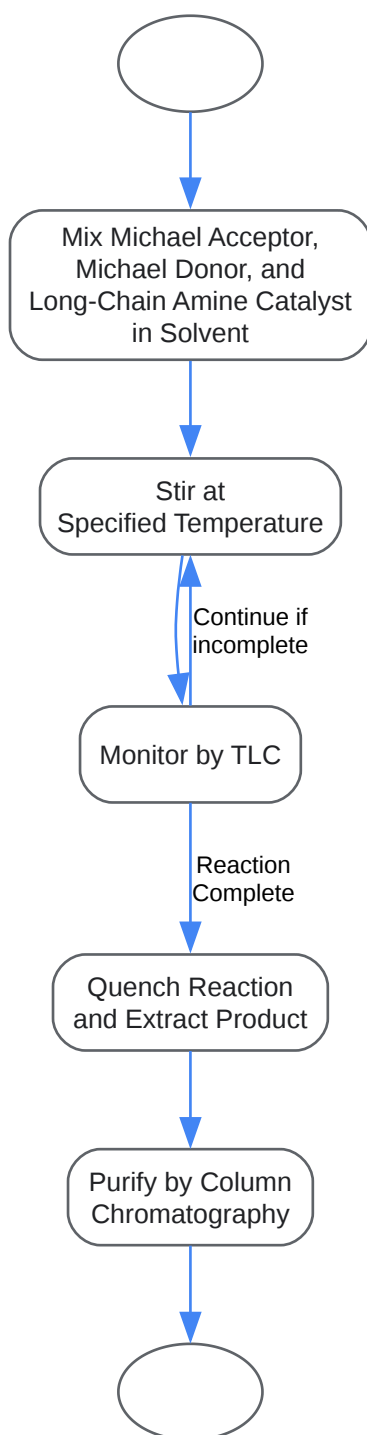 Mix Michael Acceptor,
Michael Donor, and
Long-Chain Amine Catalyst
in Solvent
Stir at
Specified Temperature
Continue if
incomplete
Monitor by TLC
Reaction
Complete
Quench Reaction
and Extract Product
Purify by Column
Chromatography